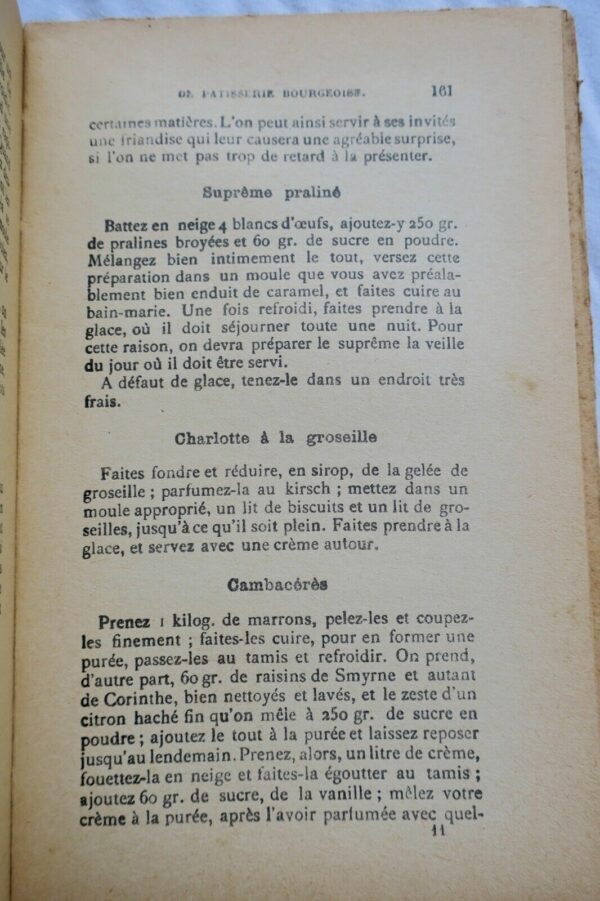 DE PATISSERIE BOURGEOISE. 161
certaines matières. L'on peut ainsi servir à ses invités
une friandise qui leur causera une agréable surprise,
si l'on ne met pas trop de retard à la présenter.
Suprême praliné
Battez en neige 4 blancs d'œufs, ajoutez-y 250 gr.
de pralines broyées et 60 gr. de sucre en poudre.
Mélangez bien intimement le tout, versez cette
préparation dans un moule que vous avez préala-
blement bien enduit de caramel, et faites cuire au
bain-marie. Une fois refroidi, faites prendre à la
glace, où il doit séjourner toute une nuit. Pour
cette raison, on devra préparer le suprême la veille
du jour où il doit être servi.
A défaut de glace, tenez-le dans un endroit très
frais.
Charlotte à la groseille
Faites fondre et réduire, en sirop, de la gelée de
groseille ; parfumez-la au kirsch ; mettez dans un
moule approprié, un lit de biscuits et un lit de gro-
seilles, jusqu'à ce qu'il soit plein. Faites prendre à la
glace, et servez avec une crème autour.
Cambacérès
Prenez 1 kilog. de marrons, pelez-les et coupez-
les finement ; faites-les cuire, pour en former une
purée, passez-les au tamis et refroidir. On prend,
d'autre part, 60 gr. de raisins de Smyrne et autant
de Corinthe, bien nettoyés et lavés, et le zeste d'un
citron haché fin qu'on mêle à 250 gr. de sucre en
poudre ; ajoutez le tout à la purée et laissez reposer
jusqu'au lendemain. Prenez, alors, un litre de crème,
fouettez-la en neige et faites-la égoutter au tamis ;
ajoutez 60 gr. de sucre, de la vanille ; mêlez votre
crème à la purée, après l'avoir parfumée avec quel-
11